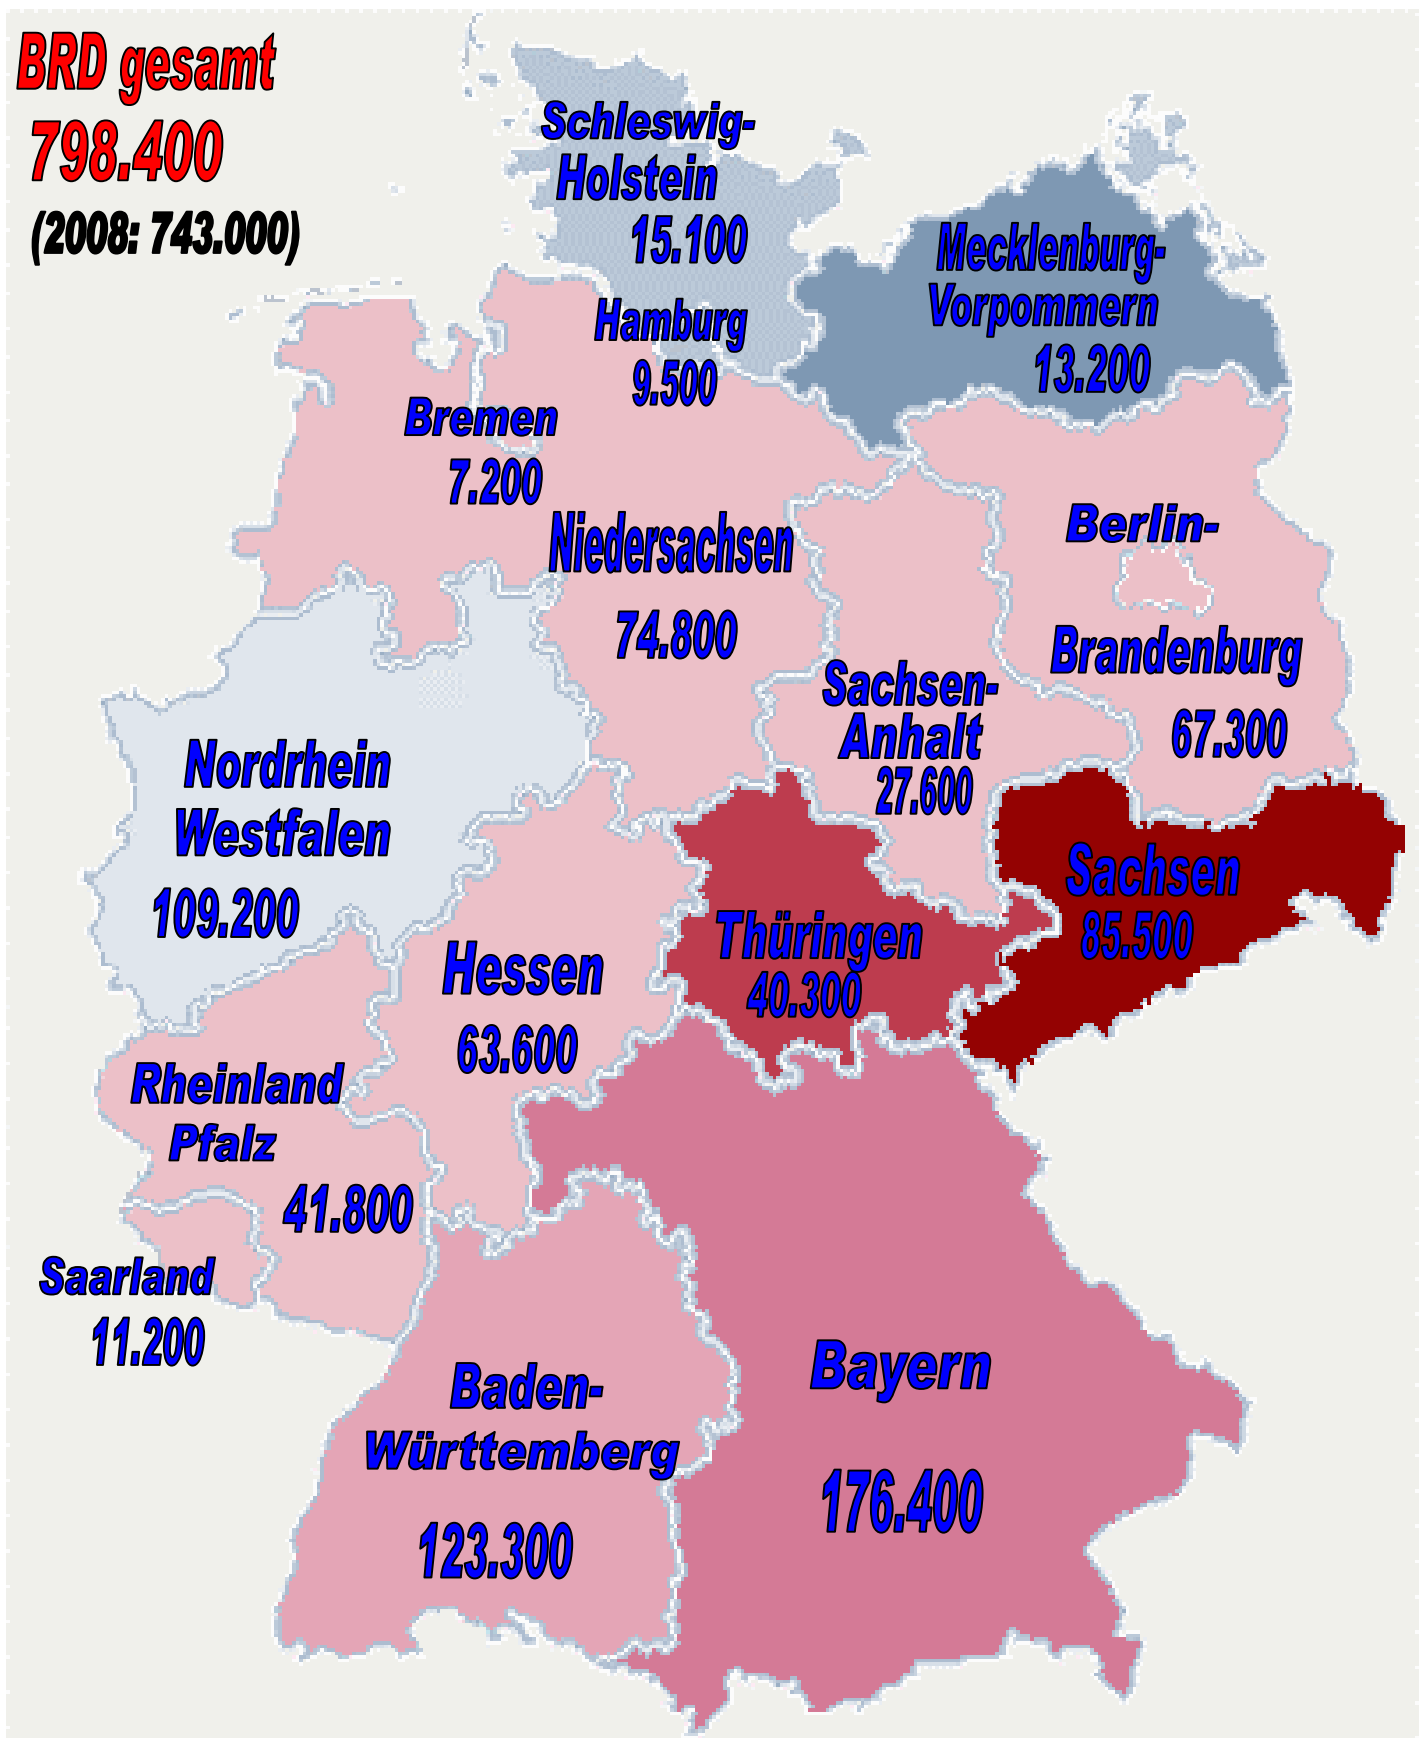 BRD gesamt
798.400
(2008: 743.000)
Schleswig-
Holstein
15.100
Mecklenburg-
Vorpommern
13.200
Hamburg
9.500
Bremen
7.200
Niedersachsen
74.800
Berlin-
Brandenburg
67.300
Sachsen-
Anhalt
27.600
Nordrhein
Westfalen
109.200
Sachsen
85.500
Thüringen
40.300
Hessen
63.600
Rheinland
Pfalz
41.800
Saarland
11.200
Baden-
Württemberg
123.300
Bayern
176.400